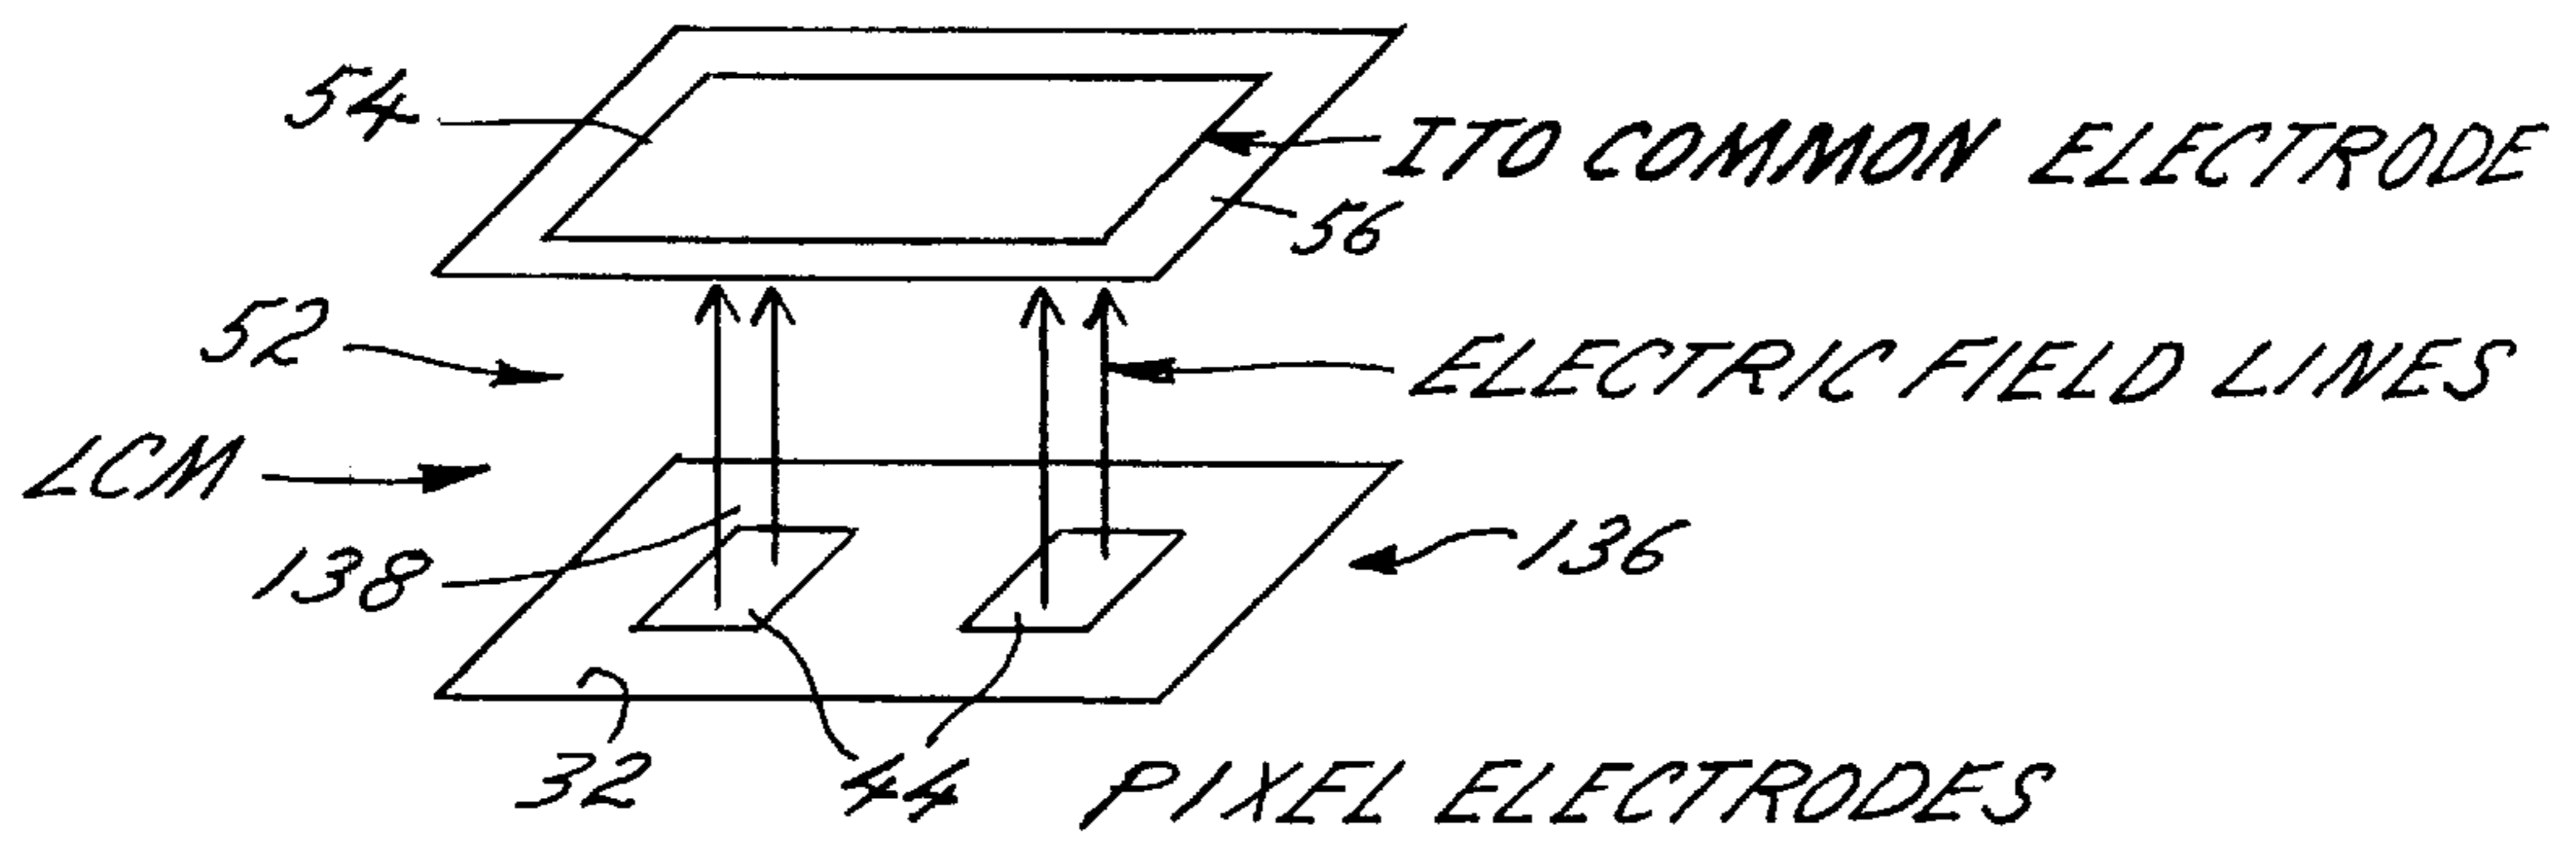 54
ITO COMMON ELECTRODE
56
52
ELECTRIC FIELD LINES
LCM
138
136
32
44
PIXEL ELECTRODES